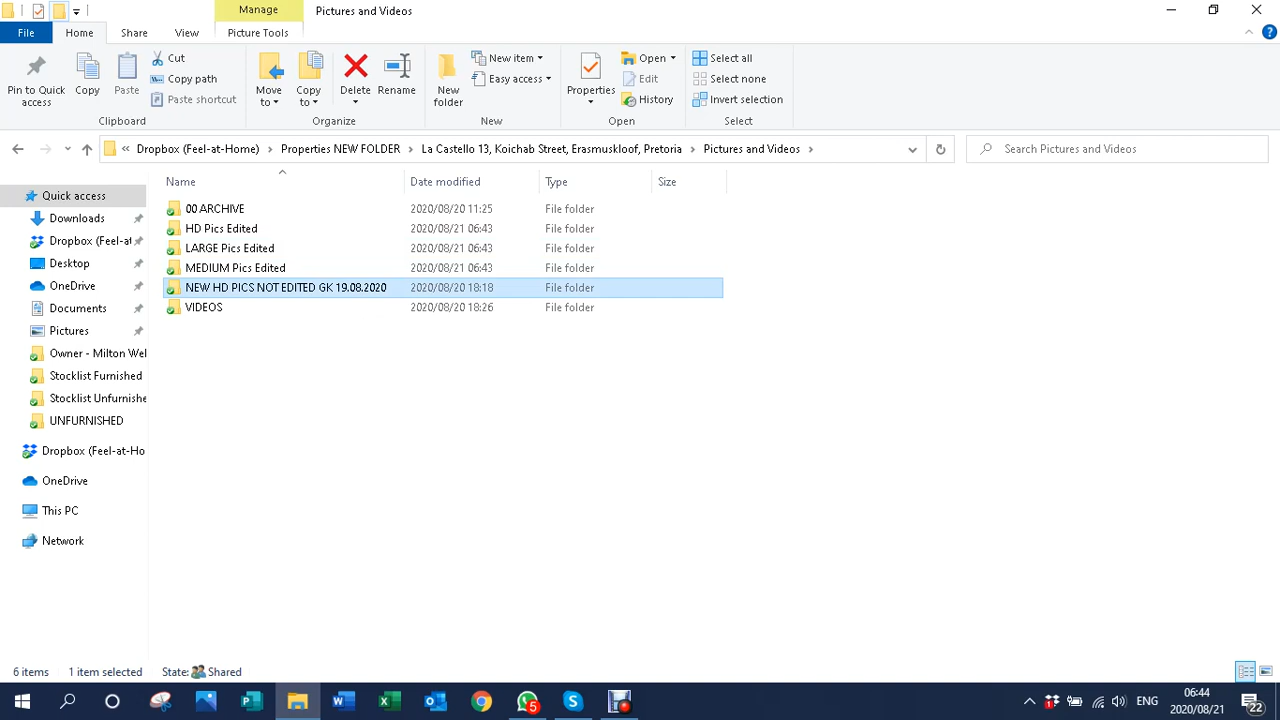 Manage
Pictures and Videos
File
Home
Share
View
Picture Tools
Pin to Quick access
Copy
Paste
Cut
Copy path
Paste shortcut
Clipboard
Move to
Copy to
Delete
Rename
Organize
New folder
New item
Easy access
New
Properties
Open
Edit
History
Open
Select all
Select none
Invert selection
Select
« Dropbox (Feel-at-Home) > Properties NEW FOLDER > La Castello 13, Koichab Street, Erasmuskloof, Pretoria > Pictures and Videos >
Search Pictures and Videos
Name Date modified Type Size
00 ARCHIVE 2020/08/20 11:25 File folder
HD Pics Edited 2020/08/21 06:43 File folder
LARGE Pics Edited 2020/08/21 06:43 File folder
MEDIUM Pics Edited 2020/08/21 06:43 File folder
NEW HD PICS NOT EDITED GK 19.08.2020 2020/08/20 18:18 File folder
VIDEOS 2020/08/20 18:26 File folder
Quick access
Downloads
Dropbox (Feel-at
Desktop
OneDrive
Documents
Pictures
Owner - Milton Wel
Stocklist Furnished
Stocklist Unfurnishe
UNFURNISHED
Dropbox (Feel-at-Ho
OneDrive
This PC
Network
6 items 1 item selected State: Shared
5
ENG
06:44
2020/08/21
22